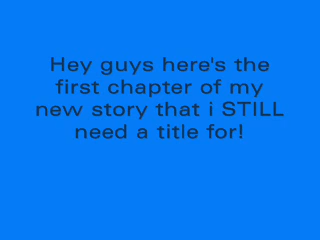 Hey guys here's the
first chapter of my
new story that i STILL
need a title for!